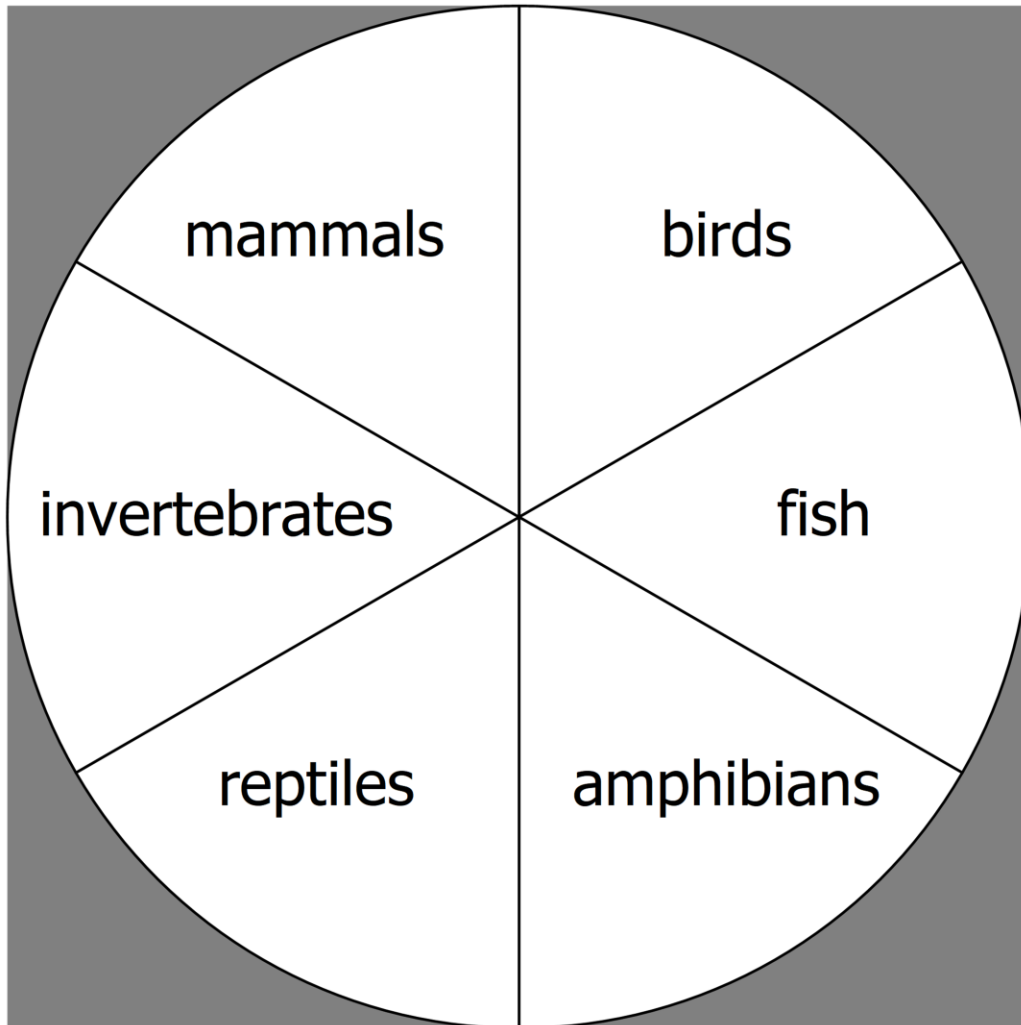 mammals
birds
invertebrates
fish
reptiles
amphibians